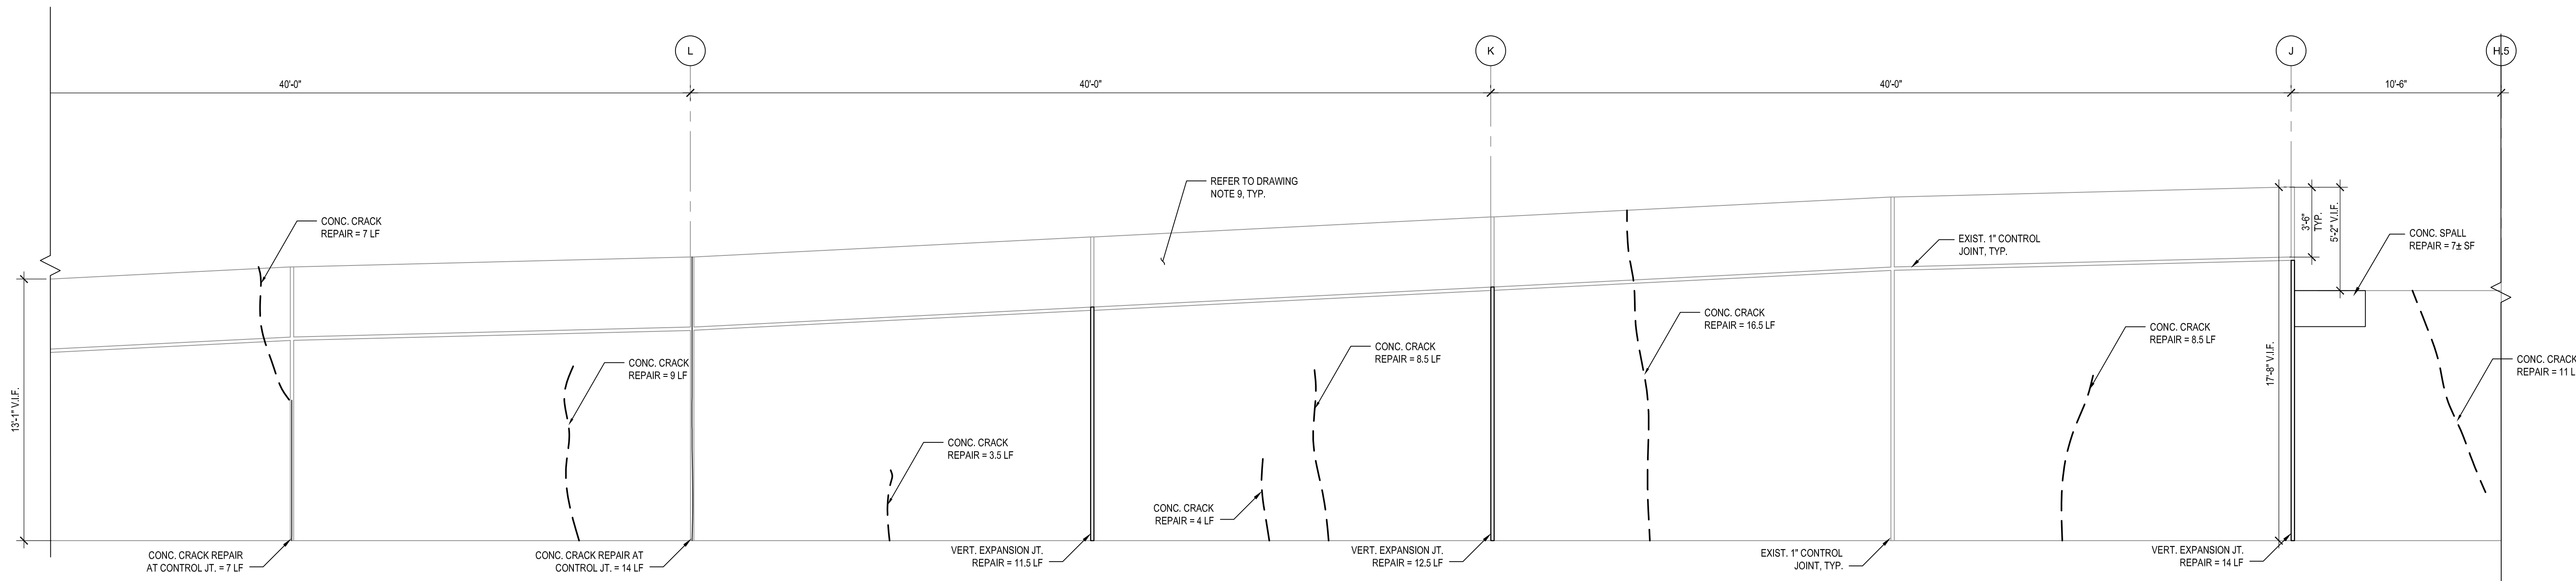 L
K
J
H.5
40'-0"
40'-0"
40'-0"
10'-6"
CONC. CRACK
REPAIR = 7 LF
REFER TO DRAWING
NOTE 9, TYP.
EXIST. 1" CONTROL
JOINT, TYP.
3'-6"
TYP.
5'-2" V.I.F.
CONC. SPALL
REPAIR = 7± SF
CONC. CRACK
REPAIR = 9 LF
CONC. CRACK
REPAIR = 8.5 LF
CONC. CRACK
REPAIR = 16.5 LF
CONC. CRACK
REPAIR = 8.5 LF
17'-8" V.I.F.
CONC. CRACK
REPAIR = 11 L
13'-1" V.I.F.
CONC. CRACK
REPAIR = 3.5 LF
CONC. CRACK
REPAIR = 4 LF
CONC. CRACK REPAIR
AT CONTROL JT. = 7 LF
CONC. CRACK REPAIR AT
CONTROL JT. = 14 LF
VERT. EXPANSION JT.
REPAIR = 11.5 LF
VERT. EXPANSION JT.
REPAIR = 12.5 LF
EXIST. 1" CONTROL
JOINT, TYP.
VERT. EXPANSION JT.
REPAIR = 14 LF